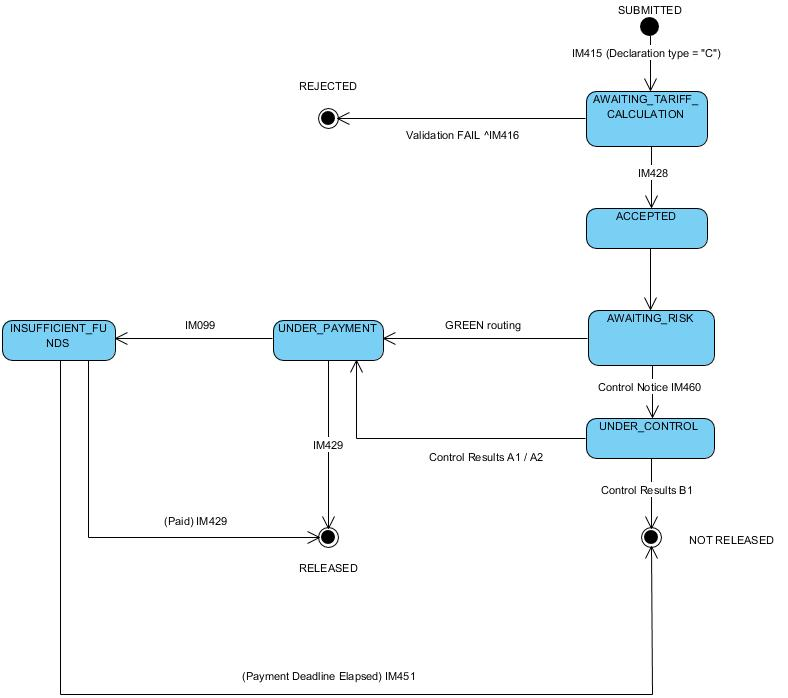 SUBMITTED
IM415 (Declaration type = "C")
REJECTED
AWAITING_TARIFF_
CALCULATION
Validation FAIL ^IM416
IM428
ACCEPTED
AWAITING_RISK
INSUFFICIENT_FU
NDS
IM099
UNDER_PAYMENT
GREEN routing
Control Notice IM460
UNDER_CONTROL
IM429
Control Results A1 / A2
Control Results B1
(Paid) IM429
NOT RELEASED
RELEASED
(Payment Deadline Elapsed) IM451